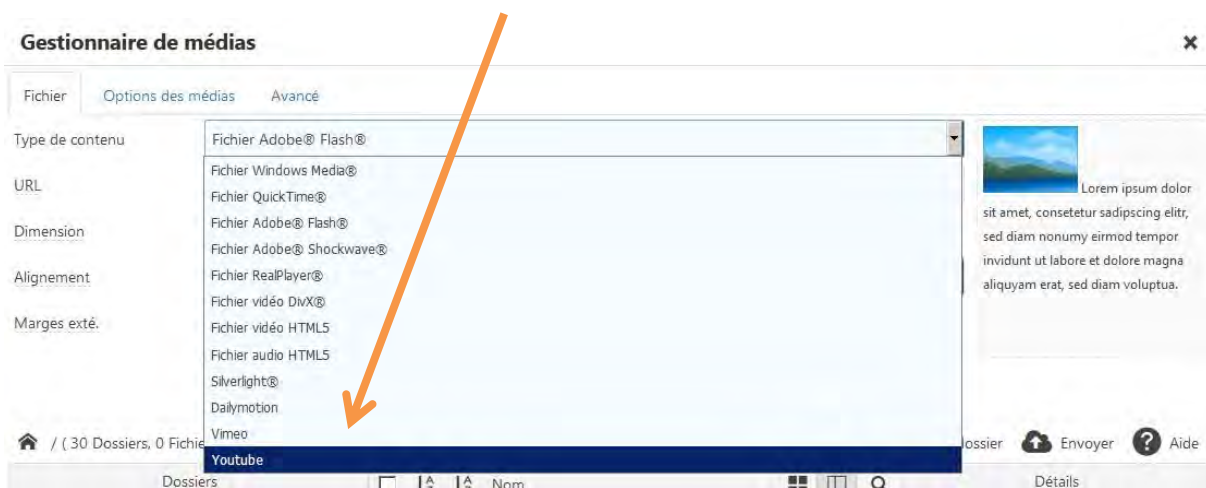 Gestionnaire de médias
Fichier Options des médias Avancé
Type de contenu Fichier Adobe® Flash®
Fichier Windows Media®
URL
Fichier QuickTime®
Lorem ipsum dolor
Fichier Adobe® Flash®
sit amet, consetetur sadipscing elitr,
Dimension
sed diam nonumy eirmod tempor
Fichier Adobe® Shockwave®
invidunt ut labore et dolore magna
Alignement Fichier RealPlayer®
aliquyam erat, sed diam voluptua.
Fichier vidéo DivX®
Marges exté.
Fichier vidéo HTML5
Fichier audio HTML5
Silverlight®
Dailymotion
Vimeo
/ ( 30 Dossiers, 0 Fichie ossier Envoyer Aide
Youtube
Dossiers Nom Détails